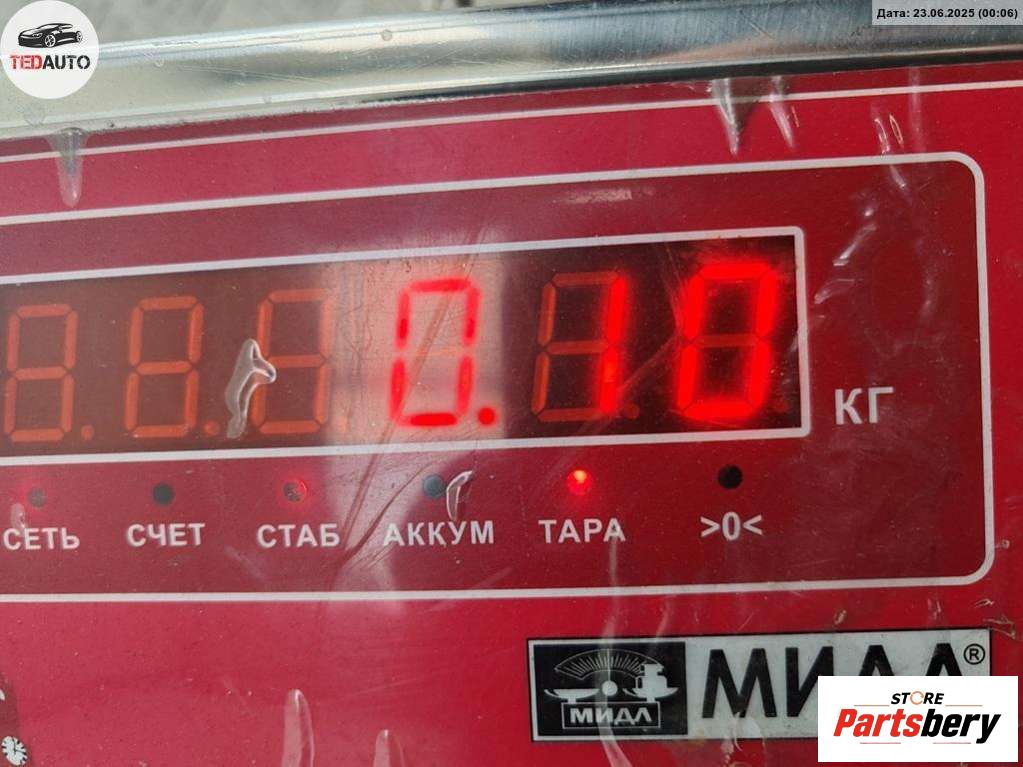 TEDAUTO
Дата: 23.06.2025 (00:06)
0.10
КГ
СЕТЬ СЧЕТ СТАБ АККУМ ТАРА >0<
МИДЛ МИДЛ®
STORE
Partsbery